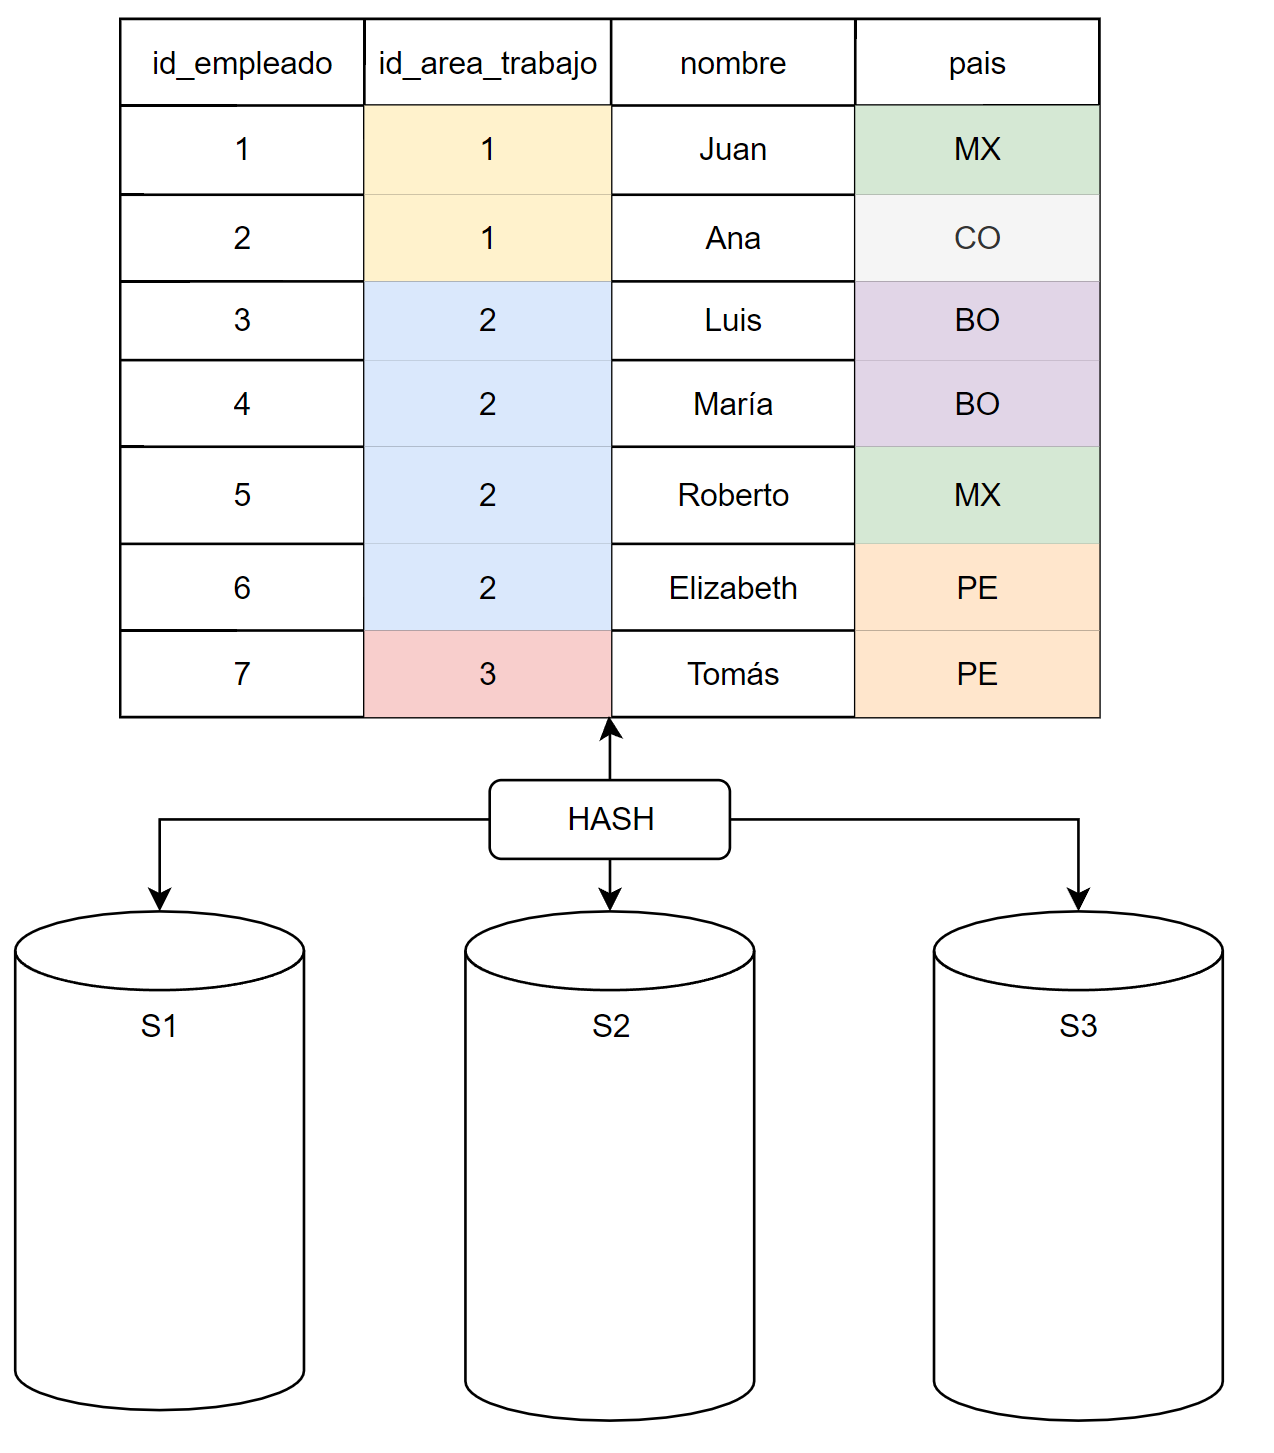 id_empleado id_area_trabajo nombre pais
1 1 Juan MX
2 1 Ana CO
3 2 Luis BO
4 2 María BO
5 2 Roberto MX
6 2 Elizabeth PE
7 3 Tomás PE
HASH
S1 S2 S3